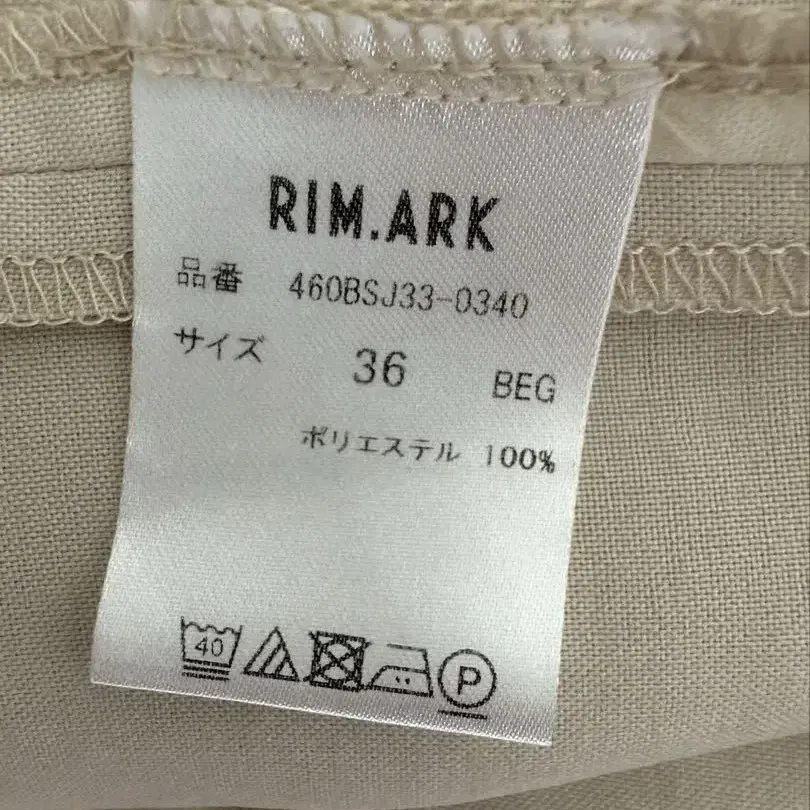 RIM.ARK
品番 460BSJ33-0340
サイズ 36 BEG
ポリエステル 100%
40 P